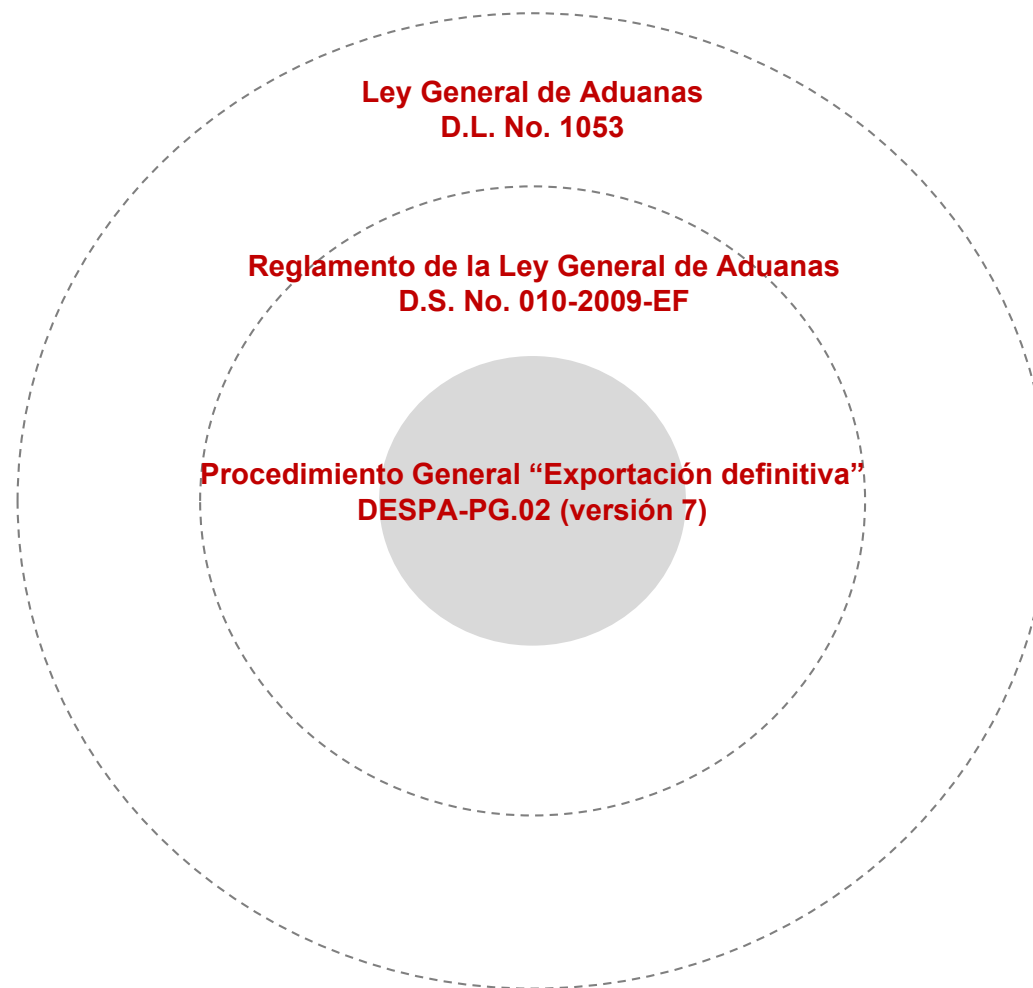 Ley General de Aduanas
D.L. No. 1053
Reglamento de la Ley General de Aduanas
D.S. No. 010-2009-EF
Procedimiento General “Exportación definitiva”
DESPA-PG.02 (versión 7)